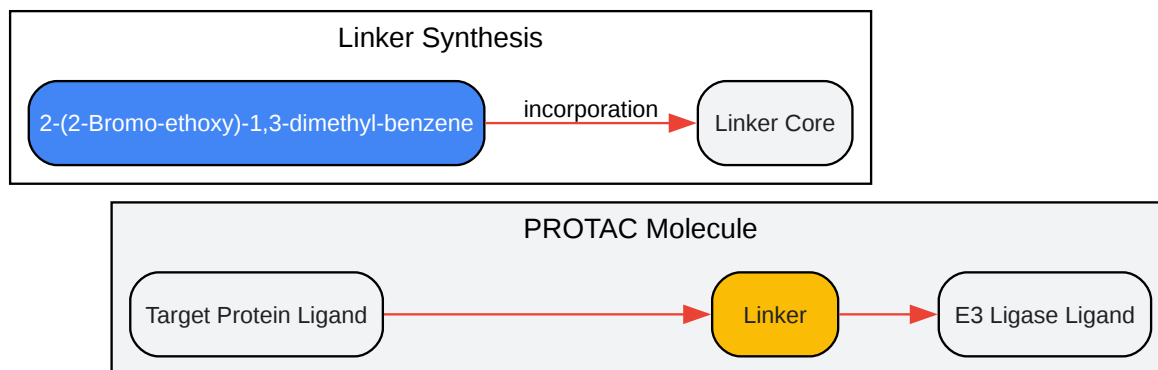 Linker Synthesis
2-(2-Bromo-ethoxy)-1,3-dimethyl-benzene
incorporation
Linker Core
PROTAC Molecule
Target Protein Ligand
Linker
E3 Ligase Ligand